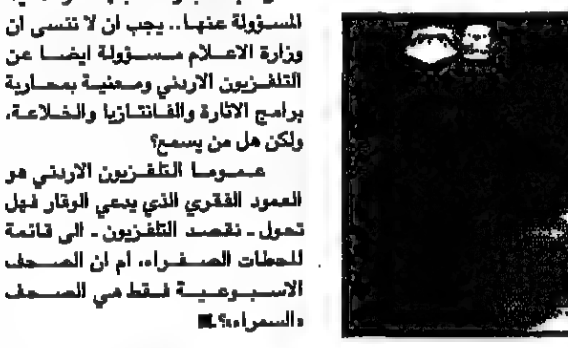 المسؤولة عنها.. يجب ان لا ننسى ان
وزارة الاعلام مسؤولة ايضا عن
التلفزيون الاردني ومعنية بمحاربة
برامج الاثارة والفانتازيا والخلاعة،
ولكن هل من يسمع؟
عموما التلفزيون الاردني هو
العمود الفقري الذي يدعي الوقار فهل
تحول ـ نقصد التلفزيون ـ الى قائمة
المحطات الصفراء، ام ان الصحف
الاسبوعية فقط هي الصحف
«السمراء»؟